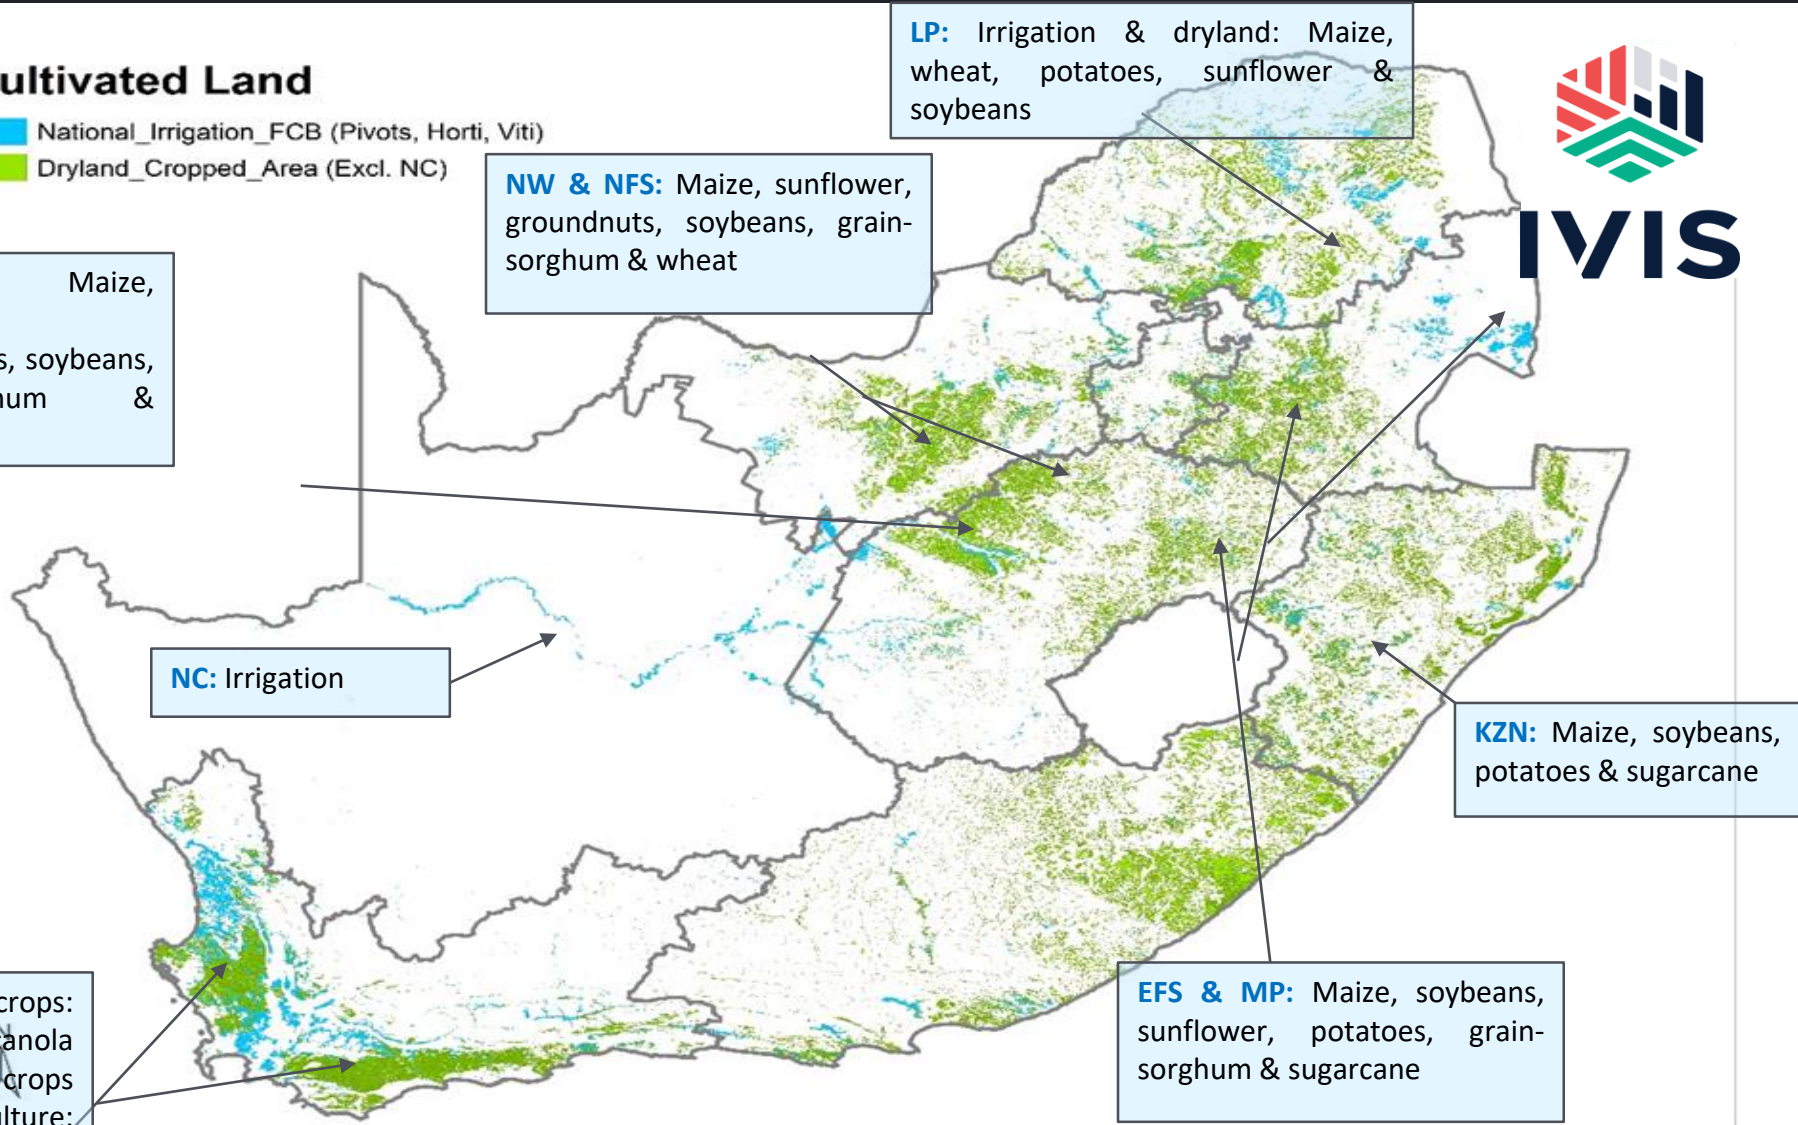 LP: Irrigation & dryland: Maize,
wheat, potatoes, sunflower &
soybeans
ultivated Land
National_Irrigation_FCB (Pivots, Horti, Viti)
Dryland_Cropped_Area (Excl. NC)
NW & NFS: Maize, sunflower,
groundnuts, soybeans, grain-
sorghum & wheat
IVIS
Maize,
s, soybeans,
num &
NC: Irrigation
KZN: Maize, soybeans,
potatoes & sugarcane
EFS & MP: Maize, soybeans,
sunflower, potatoes, grain-
sorghum & sugarcane
crops:
anola
crops
lture: